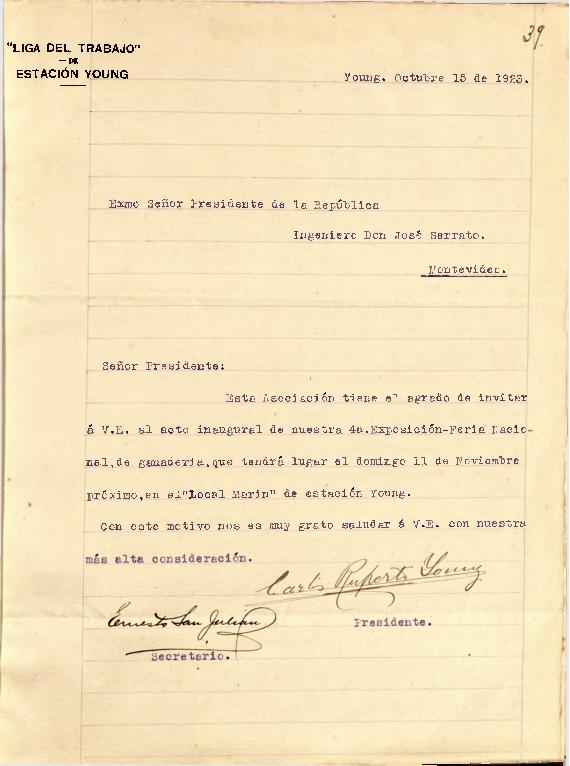 39.
"LIGA DEL TRABAJO"
— DE
ESTACIÓN YOUNG
Young. Octubre 15 de 1923.
Exmo Señor Presidente de la República
Ingeniero Don José Serrato.
Montevideo.
Señor Presidente:
Esta Asociación tiene el agrado de invitar
á V.E. al acto inaugural de nuestra 4a.Exposición-Feria Nacio-
nal,de ganadería,que tendrá lugar el domingo 11 de Noviembre
próximo,en el"Local Marin" de estación Young.
Con este motivo nos es muy grato saludar á V.E. con nuestra
más alta consideración.
Carlos Ruperto Young
Presidente.
Ernesto San Julian
Secretario.